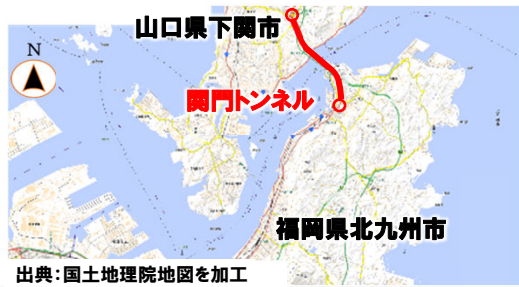 山口県下関市
N
関門トンネル
福岡県北九州市
出典：国土地理院地図を加工